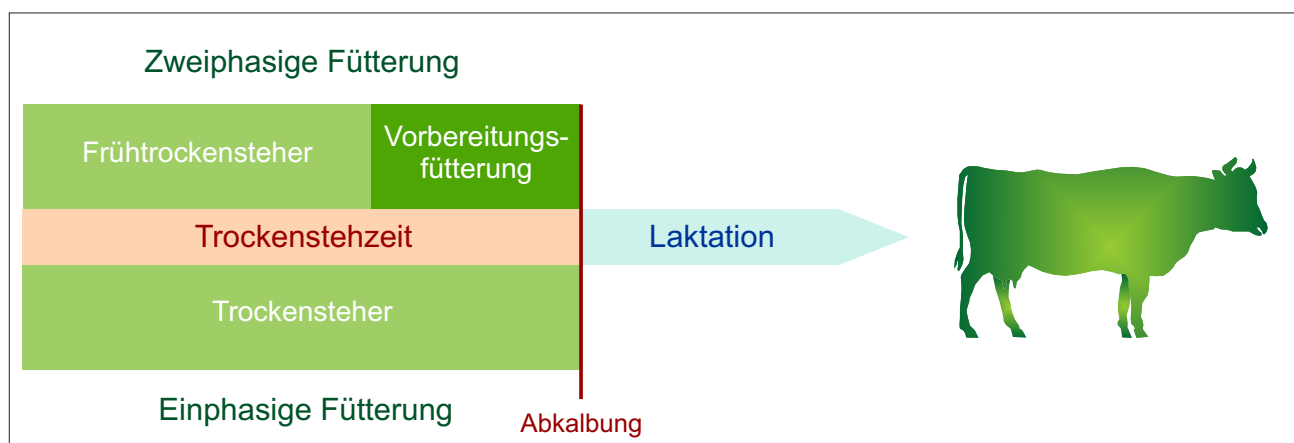 Zweiphasige Fütterung
Frühtrockensteher
Vorbereitungs-
fütterung
Trockenstehzeit
Laktation
Trockensteher
Einphasige Fütterung
Abkalbung